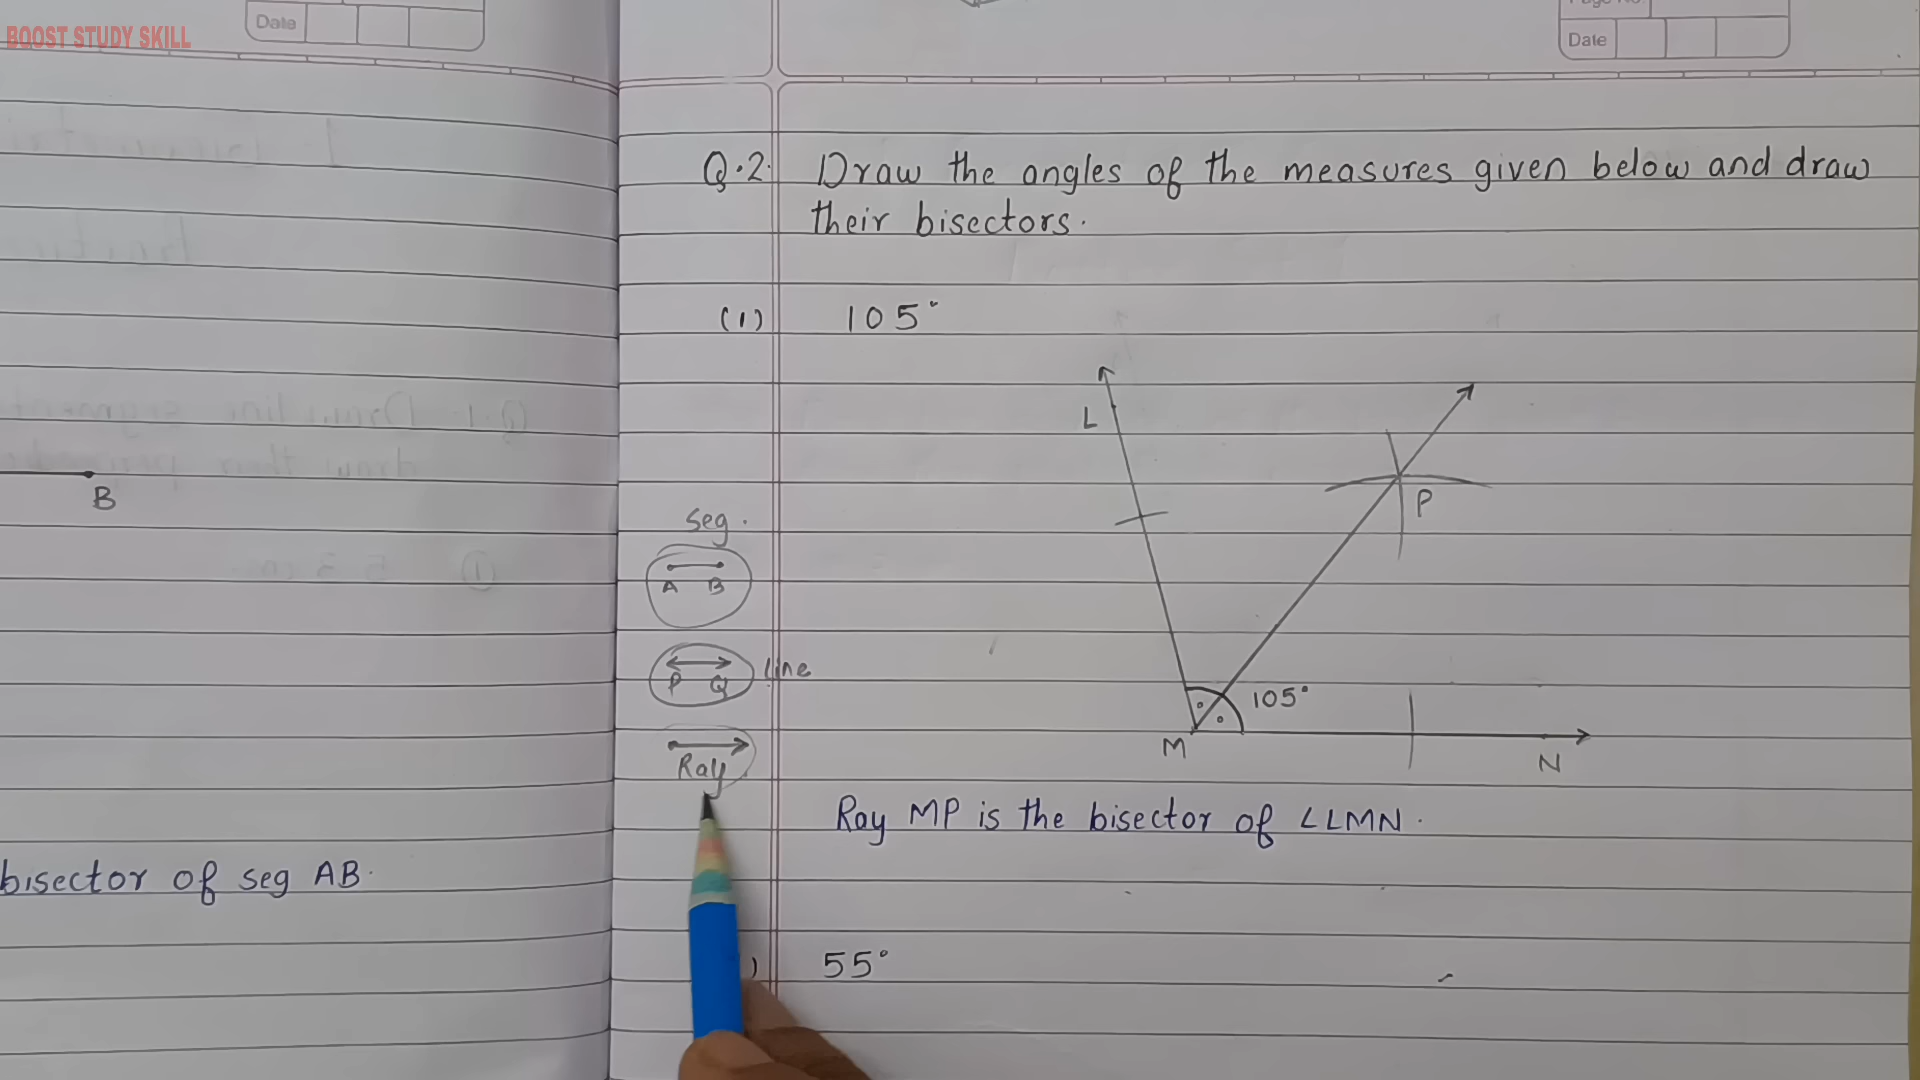 BOOST STUDY SKILL
Date
Date
Q.2. Draw the angles of the measures given below and draw
their bisectors.
(1) 105°
L
P
105°
M
N
B
Seg.
A B
P Q line
Ray
Ray MP is the bisector of ∠LMN.
bisector of seg AB.
) 55°